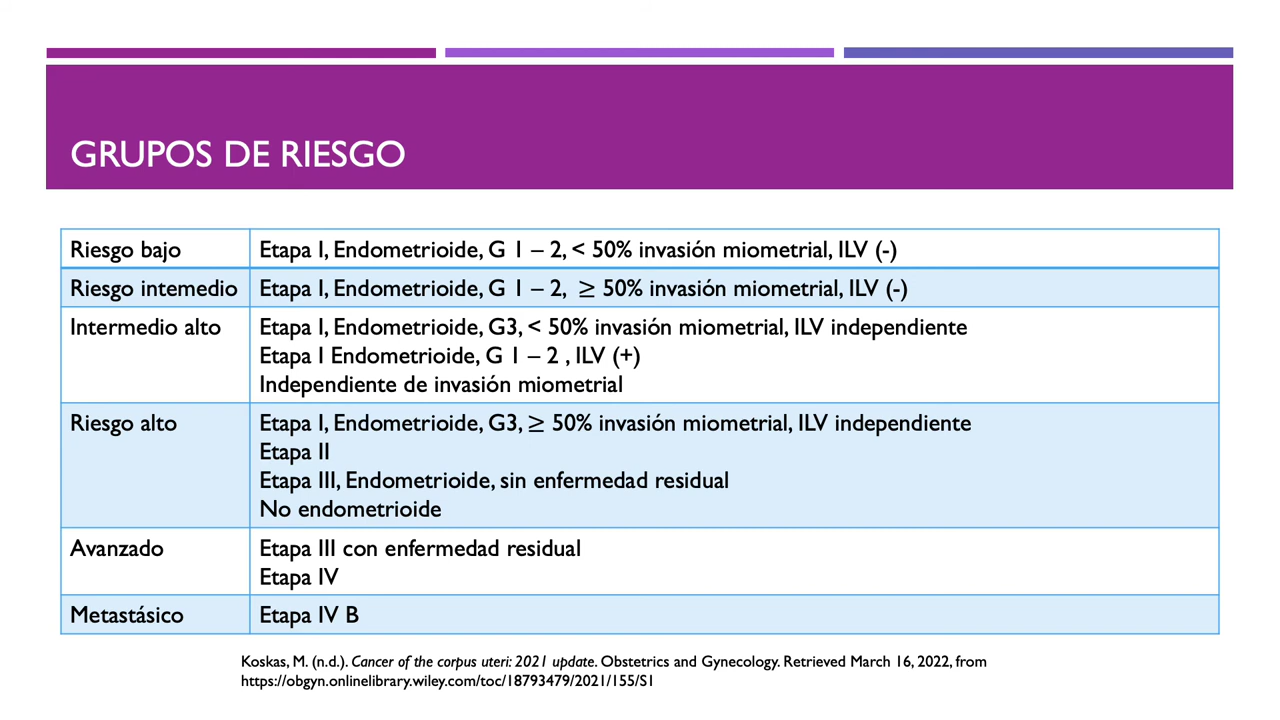 GRUPOS DE RIESGO
Riesgo bajo
Etapa I, Endometrioide, G 1 – 2, < 50% invasión miometrial, ILV (-)
Riesgo intemedio
Etapa I, Endometrioide, G 1 – 2, ≥ 50% invasión miometrial, ILV (-)
Intermedio alto
Etapa I, Endometrioide, G3, < 50% invasión miometrial, ILV independiente
Etapa I Endometrioide, G 1 – 2 , ILV (+)
Independiente de invasión miometrial
Riesgo alto
Etapa I, Endometrioide, G3, ≥ 50% invasión miometrial, ILV independiente
Etapa II
Etapa III, Endometrioide, sin enfermedad residual
No endometrioide
Avanzado
Etapa III con enfermedad residual
Etapa IV
Metastásico
Etapa IV B
Koskas, M. (n.d.). Cancer of the corpus uteri: 2021 update. Obstetrics and Gynecology. Retrieved March 16, 2022, from
https://obgyn.onlinelibrary.wiley.com/toc/18793479/2021/155/S1